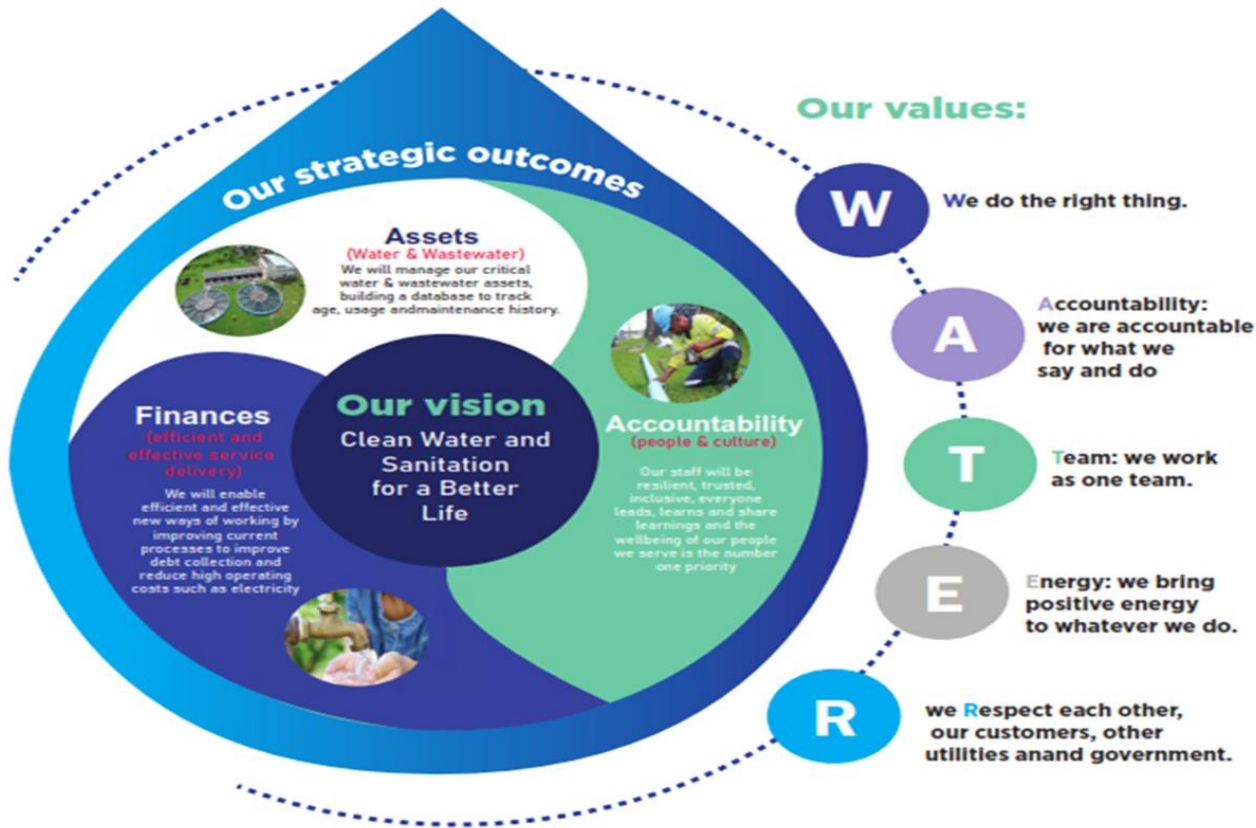 Our strategic outcomes
Assets
(Water & Wastewater)
We will manage our critical
water & wastewater assets,
building a database to track
age, usage andmaintenance history.
Finances
(efficient and
effective service
delivery)
We will enable
efficient and effective
new ways of working by
improving current
processes to improve
debt collection and
reduce high operating
costs such as electricity
Our vision
Clean Water and
Sanitation
for a Better
Life
Accountability
(people & culture)
Our staff will be
resilient, trusted,
inclusive, everyone
leads, learns and share
learnings and the
wellbeing of our people
we serve is the number
one priority
Our values:
W
We do the right thing.
A
Accountability:
we are accountable
for what we
say and do
T
Team: we work
as one team.
E
Energy: we bring
positive energy
to whatever we do.
R
we Respect each other,
our customers, other
utilities anand government.